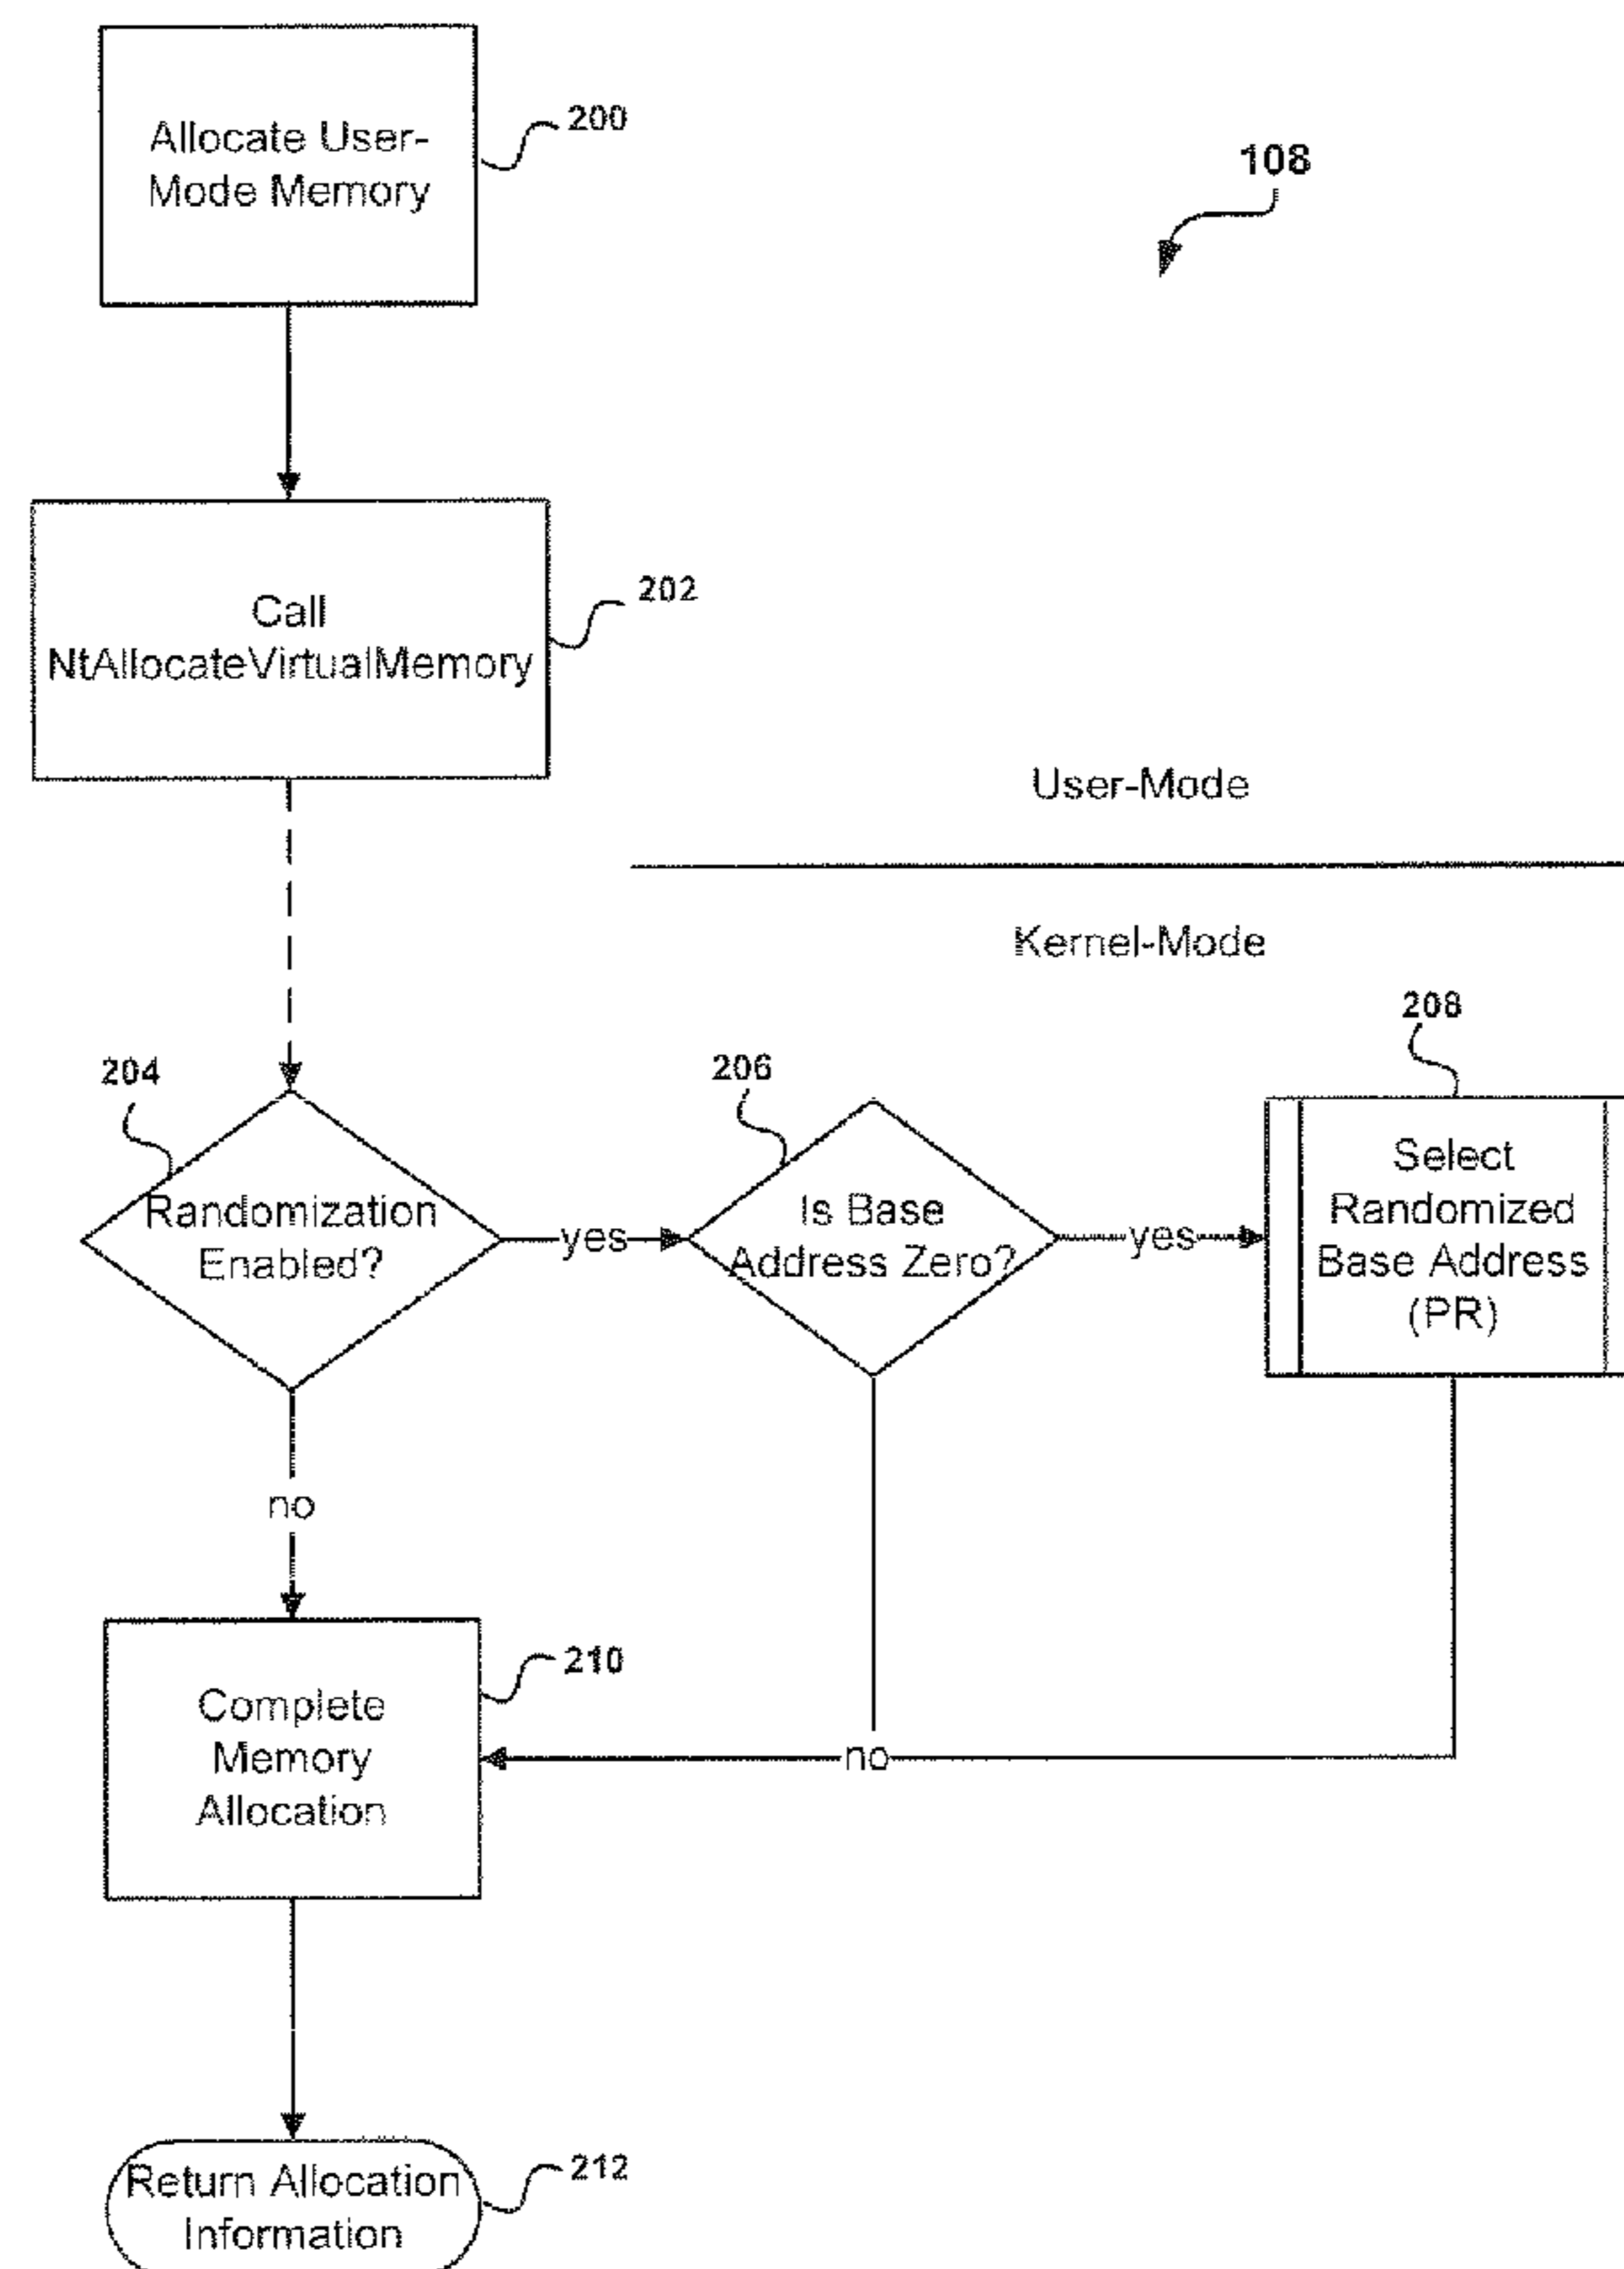 Allocate User-
Mode Memory
200
108
Call
NtAllocateVirtualMemory
202
User-Mode
Kernel-Mode
204
Randomization
Enabled?
yes
206
Is Base
Address Zero?
yes
208
Select
Randomized
Base Address
(PR)
no
210
Complete
Memory
Allocation
no
Return Allocation
Information
212